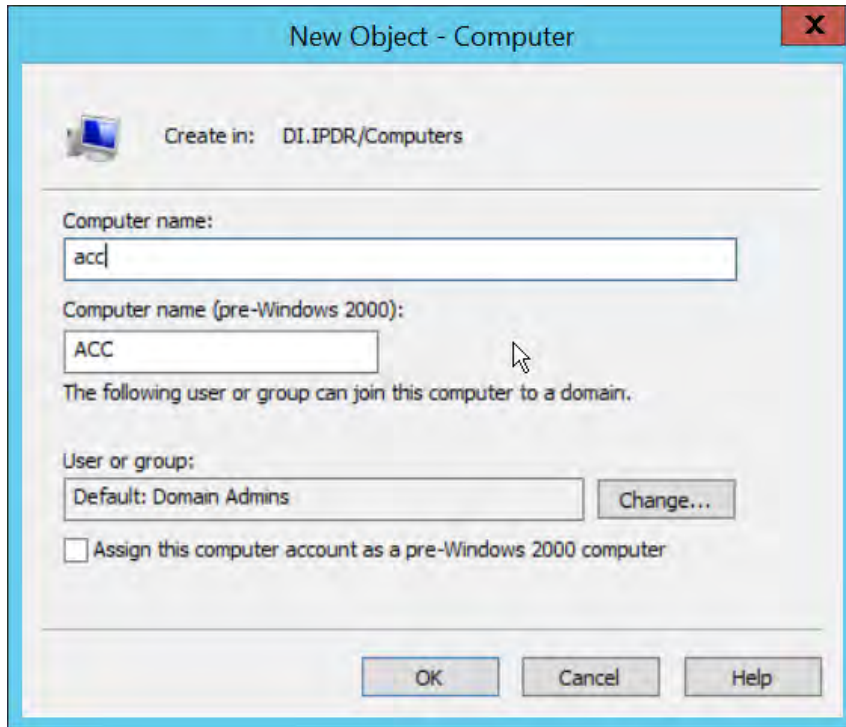 New Object - Computer
X
Create in: DI.IPDR/Computers
Computer name:
acc
Computer name (pre-Windows 2000):
ACC
The following user or group can join this computer to a domain.
User or group:
Default: Domain Admins
Change...
Assign this computer account as a pre-Windows 2000 computer
OK Cancel Help